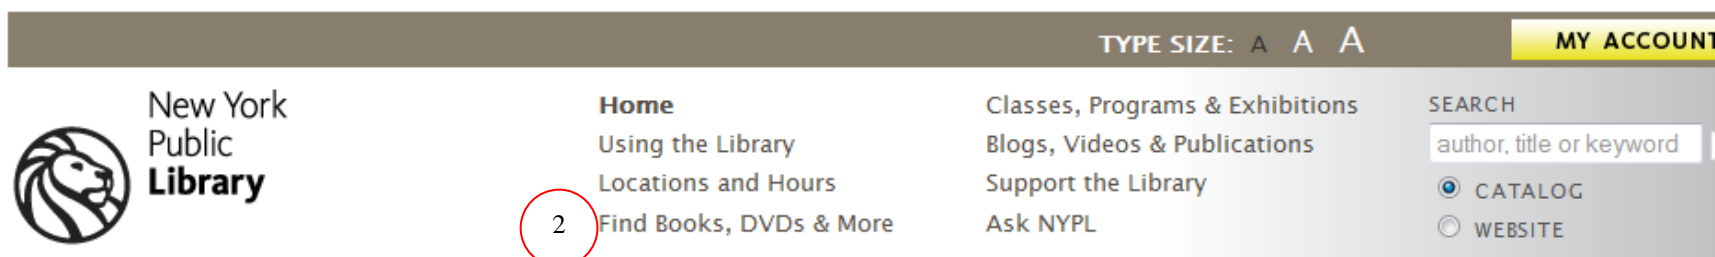 TYPE SIZE: A A A
MY ACCOUNT
New York
Public
Library
Home
Using the Library
Locations and Hours
2
Find Books, DVDs & More
Classes, Programs & Exhibitions
Blogs, Videos & Publications
Support the Library
Ask NYPL
SEARCH
author, title or keyword
CATALOG
WEBSITE